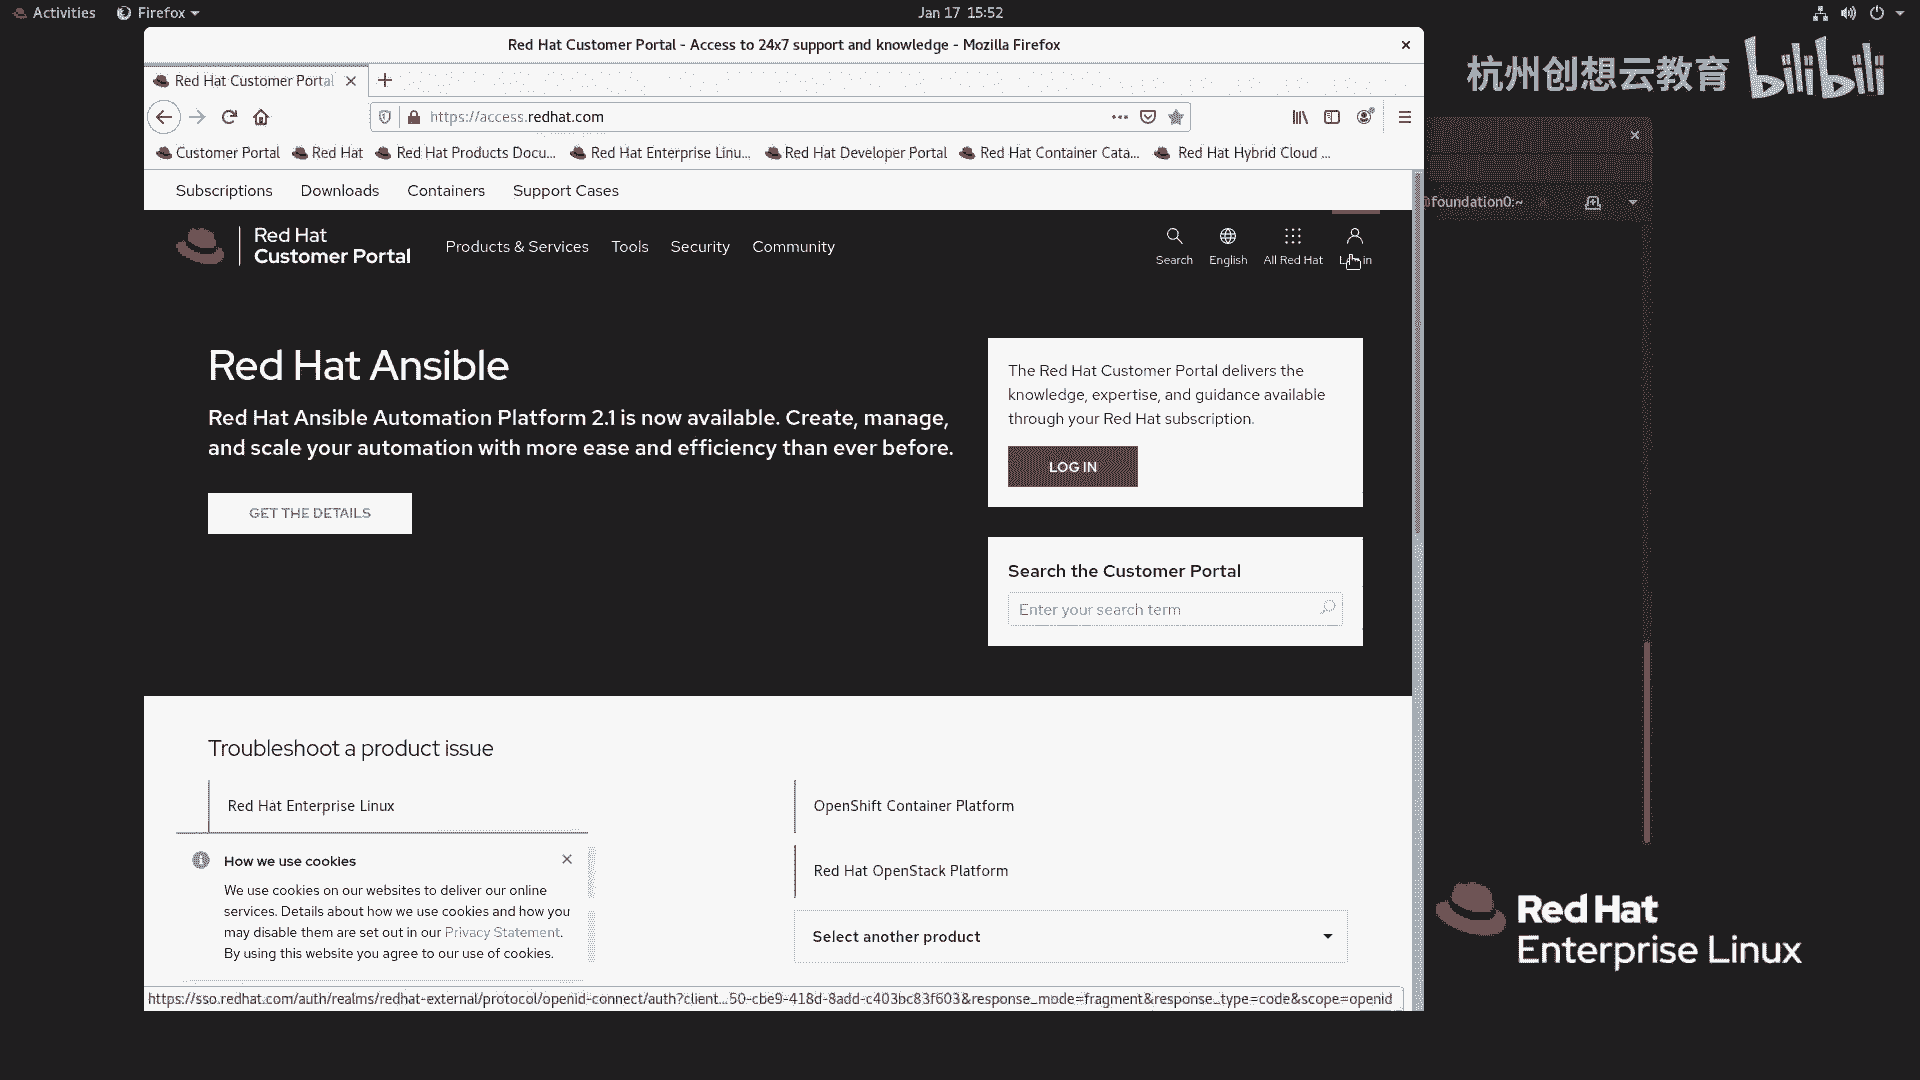 Activities
Firefox
Jan 17 15:52
Red Hat Customer Portal - Access to 24x7 support and knowledge - Mozilla Firefox
杭州创想云教育 bilibili
Red Hat Customer Portal
https://access.redhat.com
Customer Portal
Red Hat
Red Hat Products Docu...
Red Hat Enterprise Linu...
Red Hat Developer Portal
Red Hat Container Cata...
Red Hat Hybrid Cloud ...
Subscriptions
Downloads
Containers
Support Cases
foundation0:~
Red Hat
Customer Portal
Products & Services
Tools
Security
Community
Search
English
All Red Hat
Red Hat Ansible
Red Hat Ansible Automation Platform 2.1 is now available. Create, manage,
and scale your automation with more ease and efficiency than ever before.
GET THE DETAILS
The Red Hat Customer Portal delivers the
knowledge, expertise, and guidance available
through your Red Hat subscription.
LOG IN
Search the Customer Portal
Enter your search term
Troubleshoot a product issue
Red Hat Enterprise Linux
OpenShift Container Platform
Red Hat OpenStack Platform
Select another product
How we use cookies
We use cookies on our websites to deliver our online
services. Details about how we use cookies and how you
may disable them are set out in our Privacy Statement.
By using this website you agree to our use of cookies.
https://sso.redhat.com/auth/realms/redhat-external/protocol/openid-connect/auth?client...50-cbe9-418d-8add-c403bc83f603&response_mode=fragment&response_type=code&scope=openid
Red Hat
Enterprise Linux